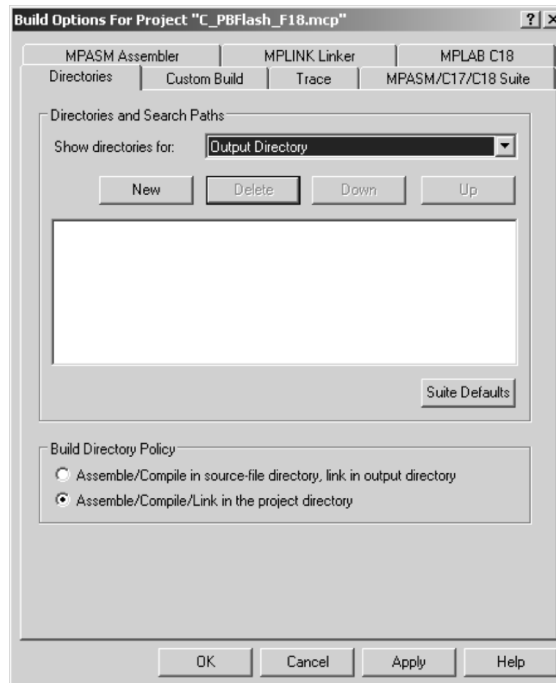 Build Options For Project "C_PBFlash_F18.mcp"
MPASM Assembler MPLINK Linker MPLAB C18
Directories Custom Build Trace MPASM/C17/C18 Suite
Directories and Search Paths
Show directories for: Output Directory
New Delete Down Up
Suite Defaults
Build Directory Policy
Assemble/Compile in source-file directory, link in output directory
Assemble/Compile/Link in the project directory
OK Cancel Apply Help